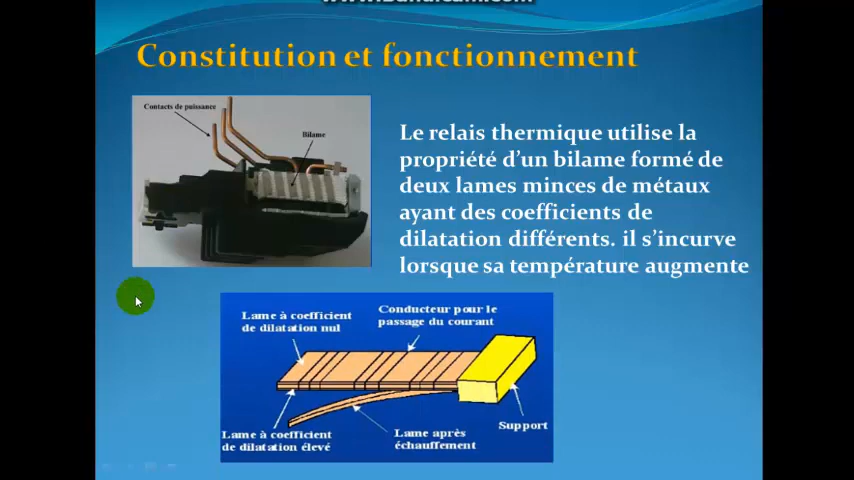 Constitution et fonctionnement
Contacts de puissance
Bilame
Le relais thermique utilise la
propriété d'un bilame formé de
deux lames minces de métaux
ayant des coefficients de
dilatation différents. il s'incurve
lorsque sa température augmente
Lame à coefficient
de dilatation nul
Conducteur pour le
passage du courant
Lame à coefficient
de dilatation élevé
Lame après
échauffement
Support